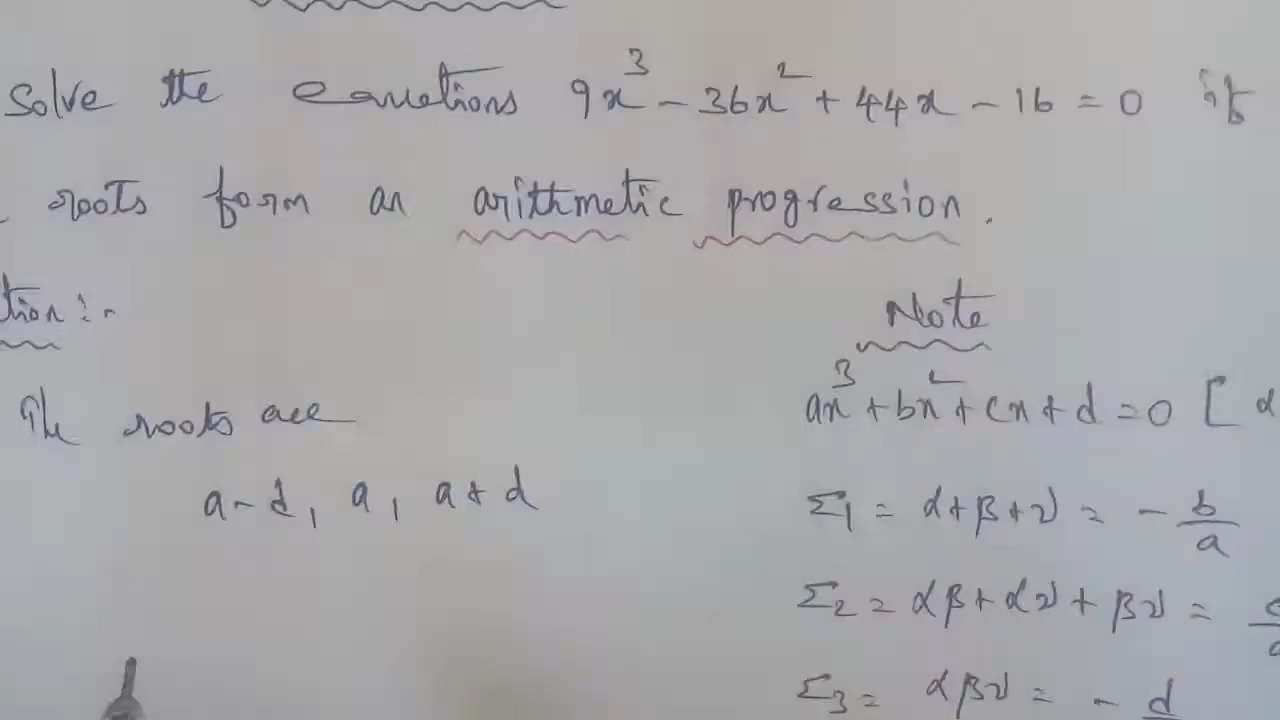 Solve the equations 9x³ - 36x² + 44x - 16 = 0 if
roots form an arithmetic progression.
tion :-
The roots are
a-d, a, a+d
Note
ax³ + bx² + cx + d = 0 [ α
Σ1 = α+β+γ = - b/a
Σ2 = αβ+αγ+βγ = c/a
Σ3 = αβγ = - d